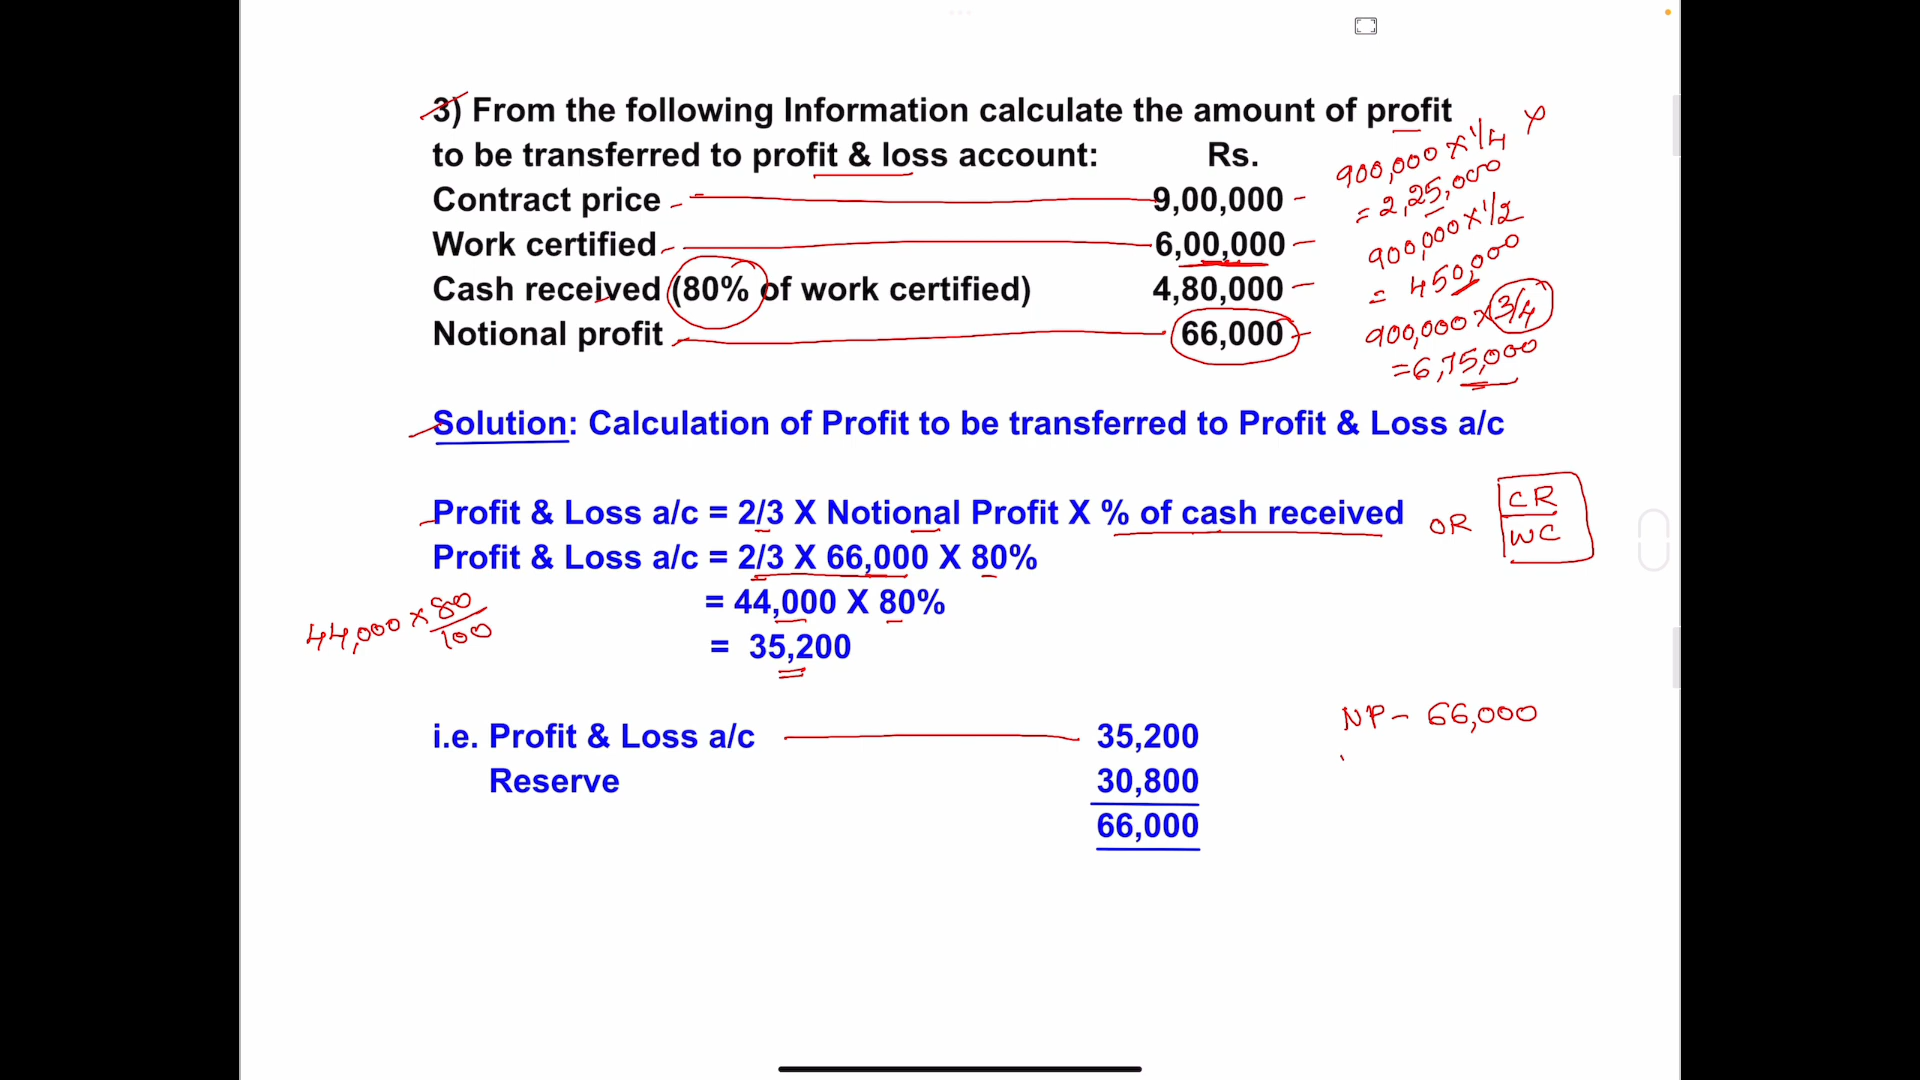 3) From the following Information calculate the amount of profit
to be transferred to profit & loss account: Rs.
Contract price 9,00,000
Work certified 6,00,000
Cash received (80% of work certified) 4,80,000
Notional profit 66,000
900,000 x 1/4 x
= 2,25,000
900,000 x 1/2
= 450,000
900,000 x 3/4
= 6,75,000
Solution: Calculation of Profit to be transferred to Profit & Loss a/c
Profit & Loss a/c = 2/3 X Notional Profit X % of cash received OR CR
WC
Profit & Loss a/c = 2/3 X 66,000 X 80%
= 44,000 X 80%
44,000 x 80
100
= 35,200
NP - 66,000
i.e. Profit & Loss a/c 35,200
Reserve 30,800
66,000